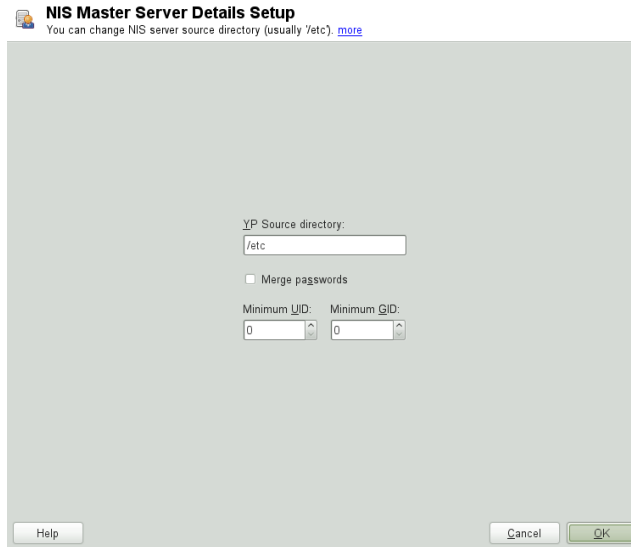 NIS Master Server Details Setup
You can change NIS server source directory (usually '/etc'). more
YP Source directory:
/etc
Merge passwords
Minimum UID: Minimum GID:
0 0
Help Cancel OK